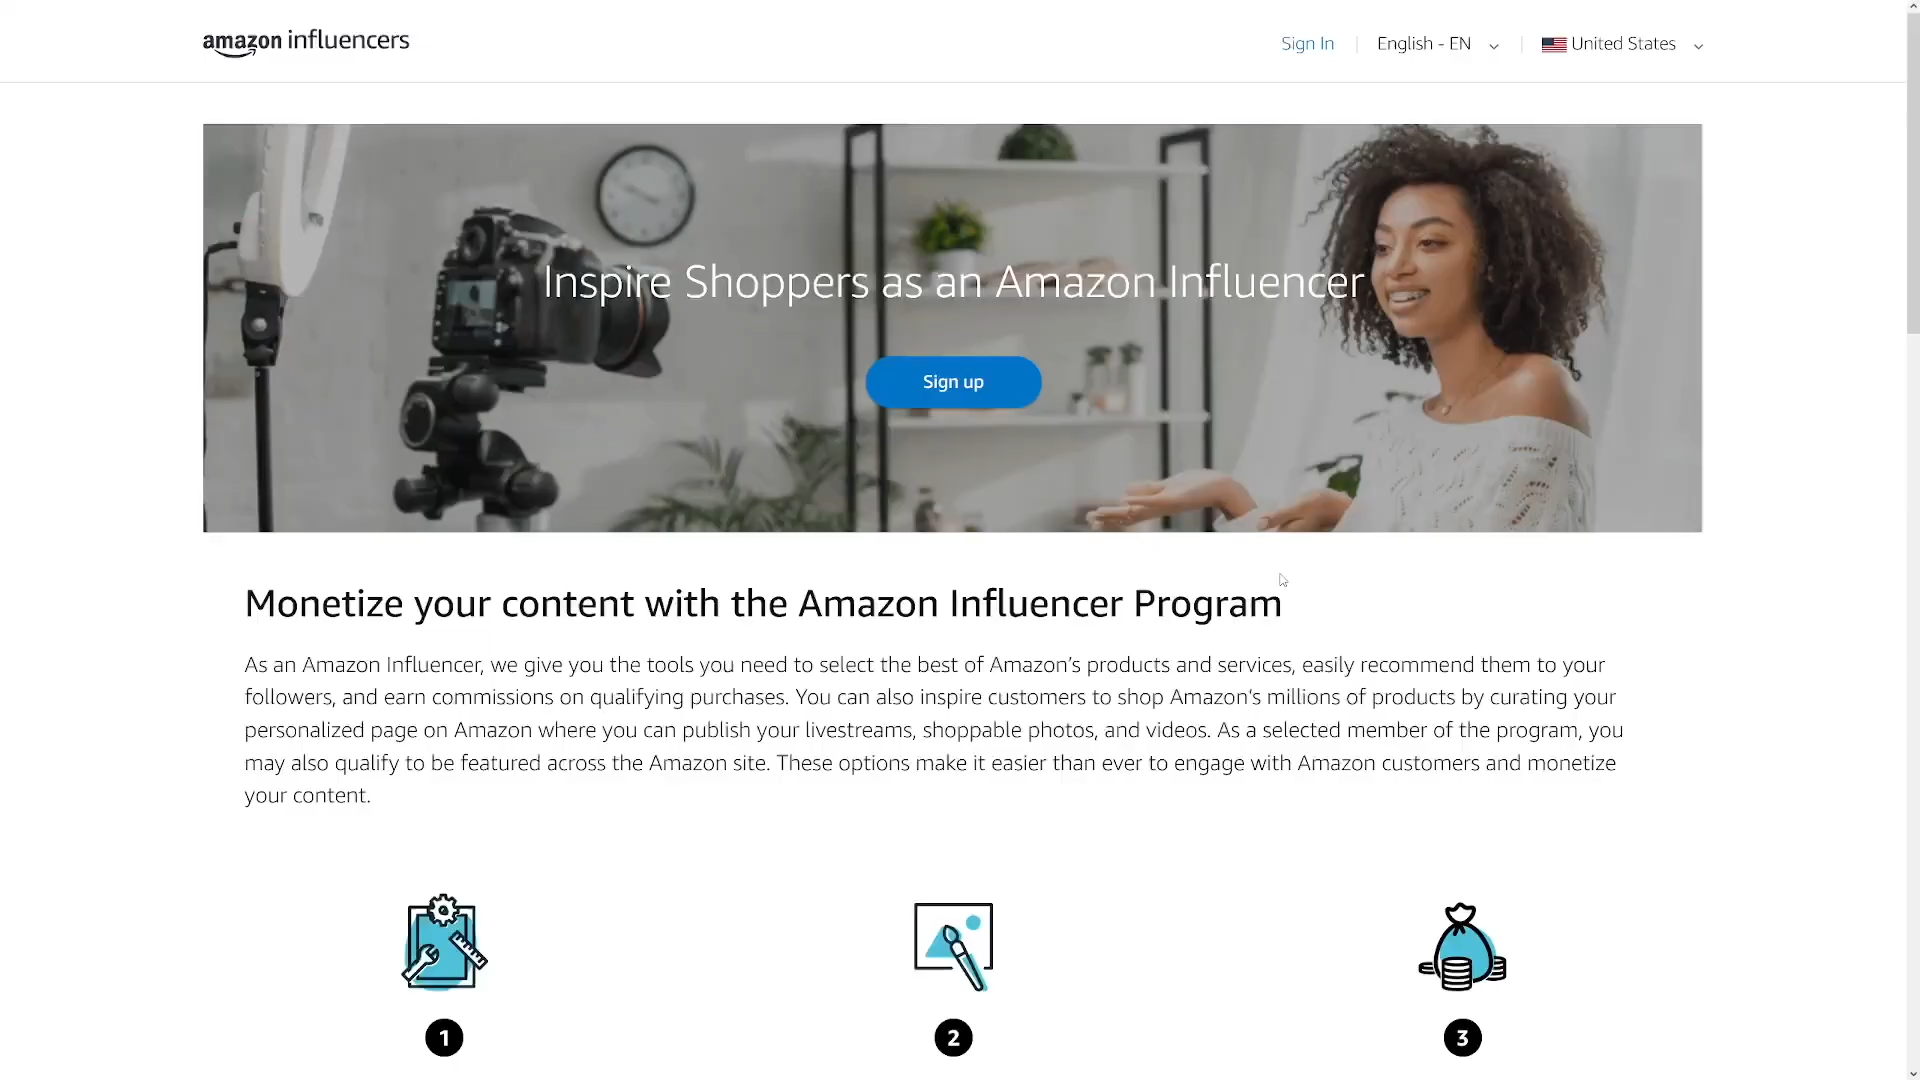 amazon influencers
Sign In
English - EN
United States
Inspire Shoppers as an Amazon Influencer
Sign up
Monetize your content with the Amazon Influencer Program
As an Amazon Influencer, we give you the tools you need to select the best of Amazon’s products and services, easily recommend them to your
followers, and earn commissions on qualifying purchases. You can also inspire customers to shop Amazon’s millions of products by curating your
personalized page on Amazon where you can publish your livestreams, shoppable photos, and videos. As a selected member of the program, you
may also qualify to be featured across the Amazon site. These options make it easier than ever to engage with Amazon customers and monetize
your content.
1
2
3